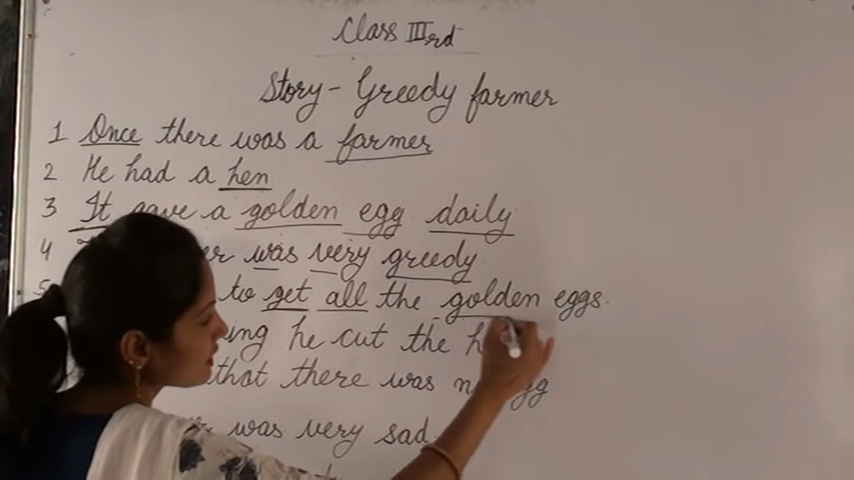 Class IIIrd
Story - Greedy farmer
1 Once there was a farmer
2 He had a hen
3 It gave a golden egg daily
4 was very greedy
to get all the golden eggs.
he cut the
that there was egg.
was very sad.